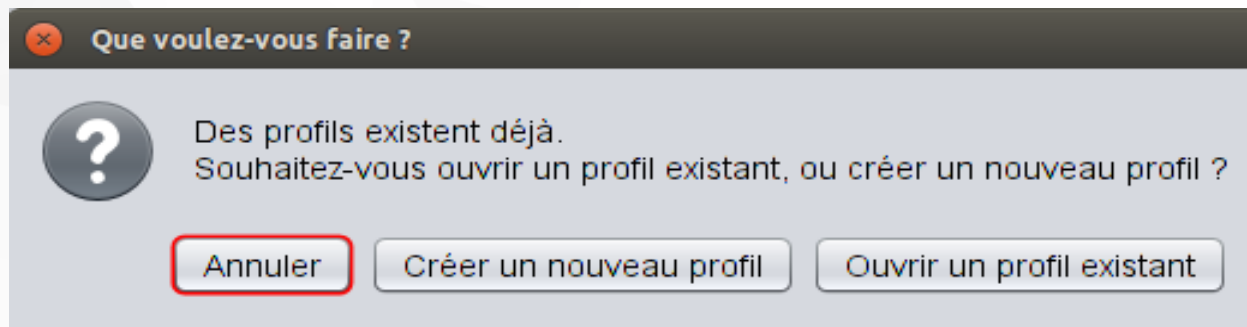 Que voulez-vous faire ?
Des profils existent déjà.
Souhaitez-vous ouvrir un profil existant, ou créer un nouveau profil ?
Annuler
Créer un nouveau profil
Ouvrir un profil existant